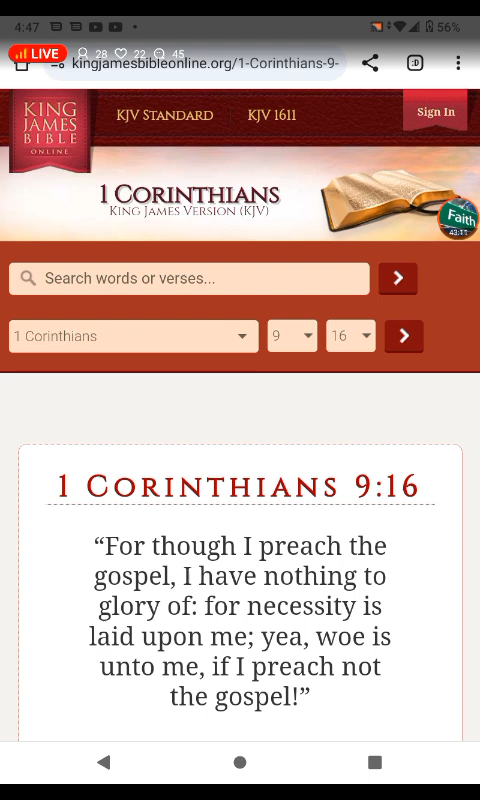 4:47 56%
LIVE 28 22 45
kingjamesbibleonline.org/1-Corinthians-9-
:D
KING
JAMES
BIBLE
ONLINE
KJV STANDARD KJV 1611
Sign In
1 CORINTHIANS
KING JAMES VERSION (KJV)
Faith
43:11
Search words or verses...
1 Corinthians 9 16
1 CORINTHIANS 9:16
“For though I preach the
gospel, I have nothing to
glory of: for necessity is
laid upon me; yea, woe is
unto me, if I preach not
the gospel!”